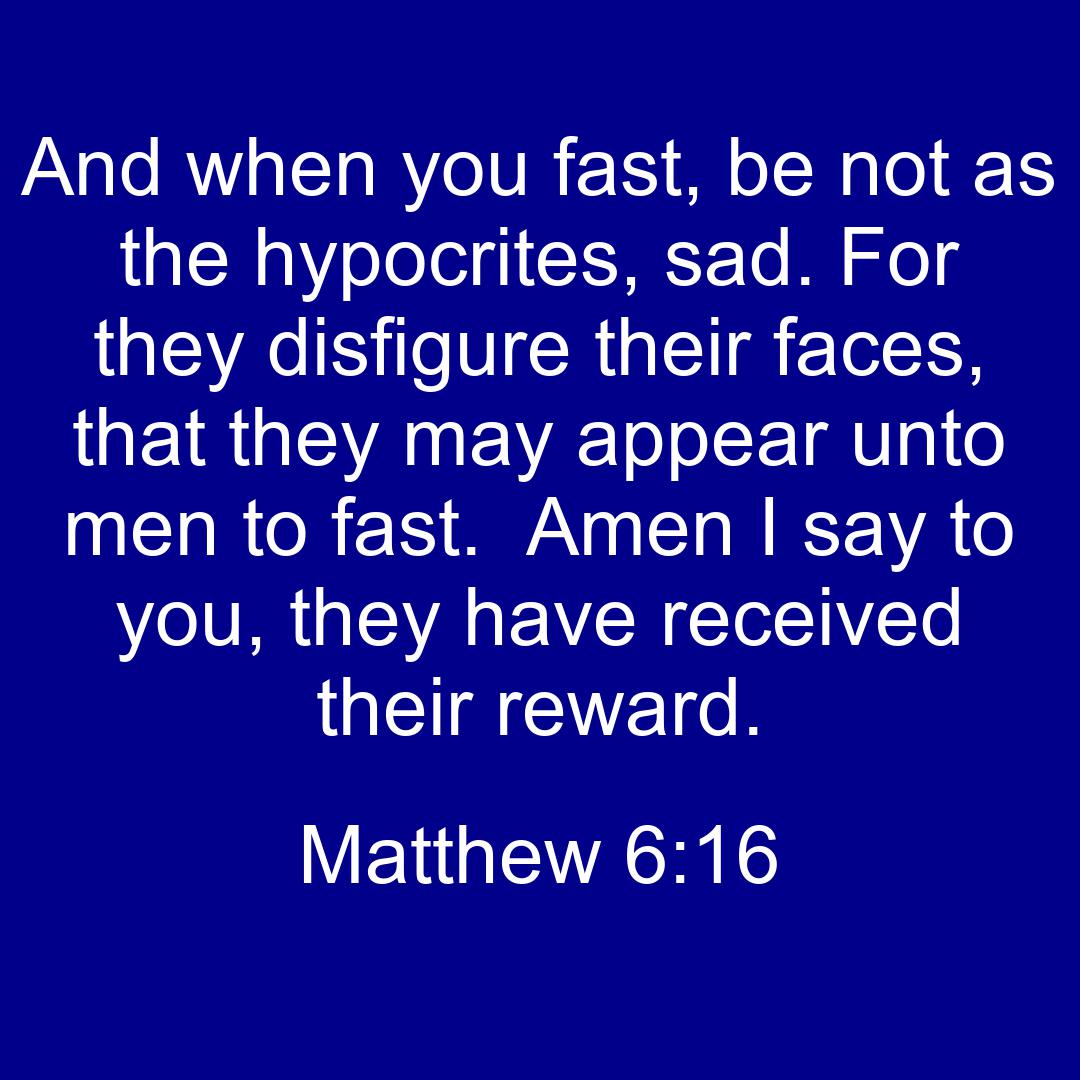 And when you fast, be not as
the hypocrites, sad. For
they disfigure their faces,
that they may appear unto
men to fast.  Amen I say to
you, they have received
their reward.
Matthew 6:16